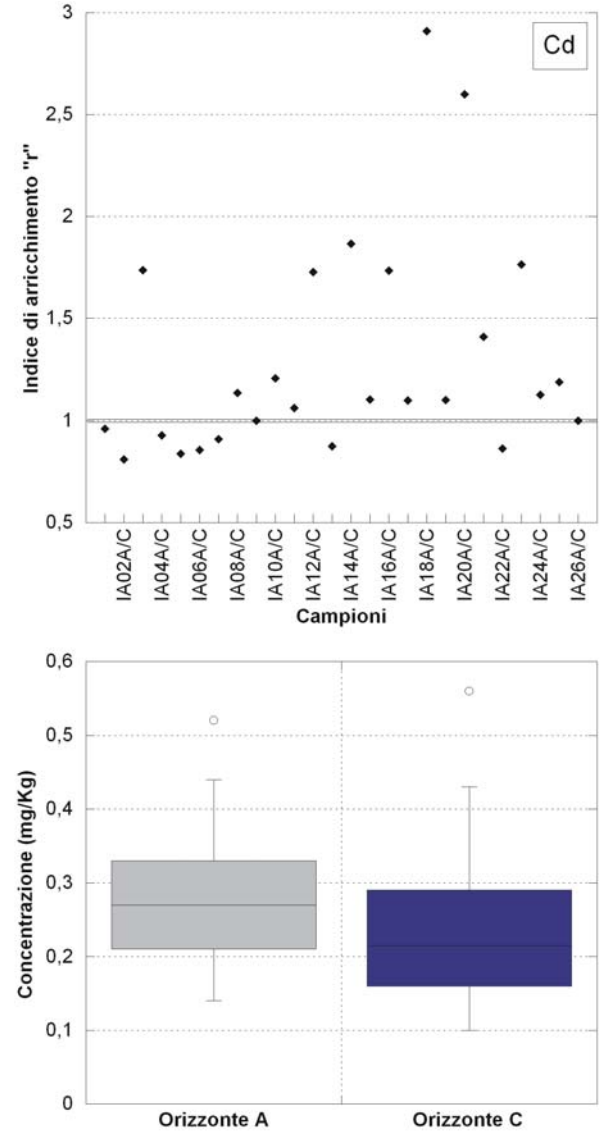 3
Cd
2,5
2
1,5
1
0,5
Indice di arricchimento "r"
IA02A/C
IA04A/C
IA06A/C
IA08A/C
IA10A/C
IA12A/C
IA14A/C
IA16A/C
IA18A/C
IA20A/C
IA22A/C
IA24A/C
IA26A/C
Campioni
0,6
0,5
0,4
0,3
0,2
0,1
0
Concentrazione (mg/Kg)
Orizzonte A
Orizzonte C